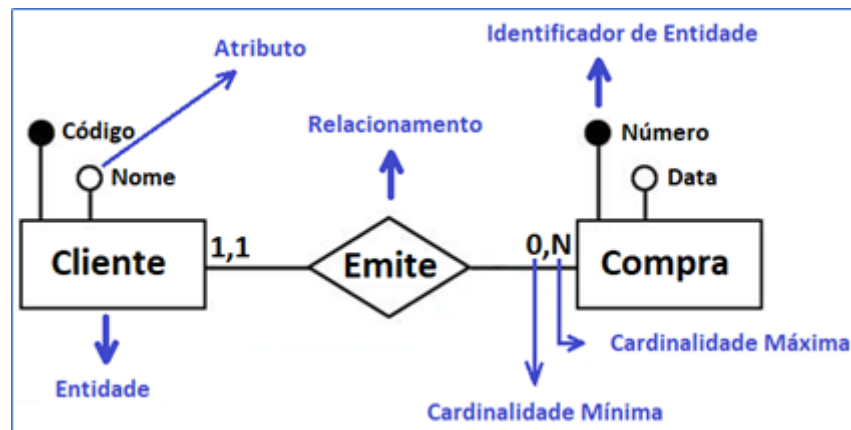 Identificador de Entidade
Atributo
Relacionamento
Código
Número
Nome
Data
Cliente
1,1
Emite
0,N
Compra
Cardinalidade Máxima
Entidade
Cardinalidade Mínima